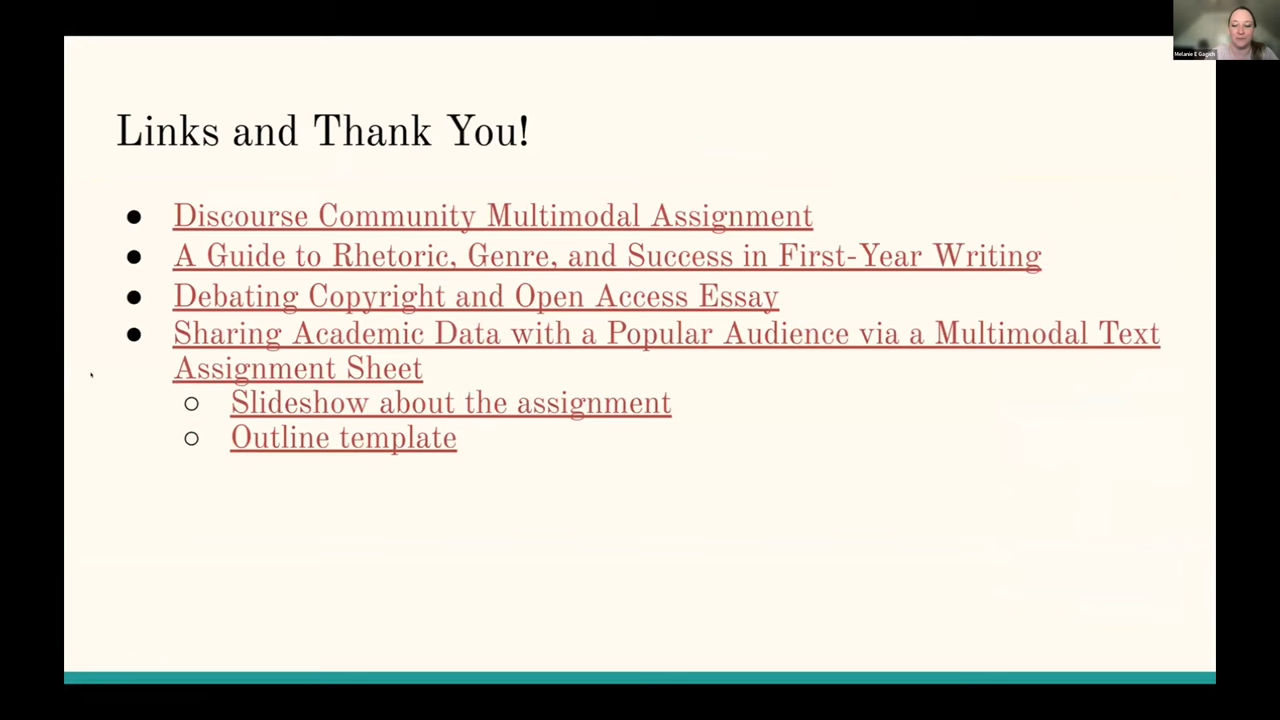 Melanie E Gagich
Links and Thank You!
● Discourse Community Multimodal Assignment
● A Guide to Rhetoric, Genre, and Success in First-Year Writing
● Debating Copyright and Open Access Essay
● Sharing Academic Data with a Popular Audience via a Multimodal Text
Assignment Sheet
○ Slideshow about the assignment
○ Outline template